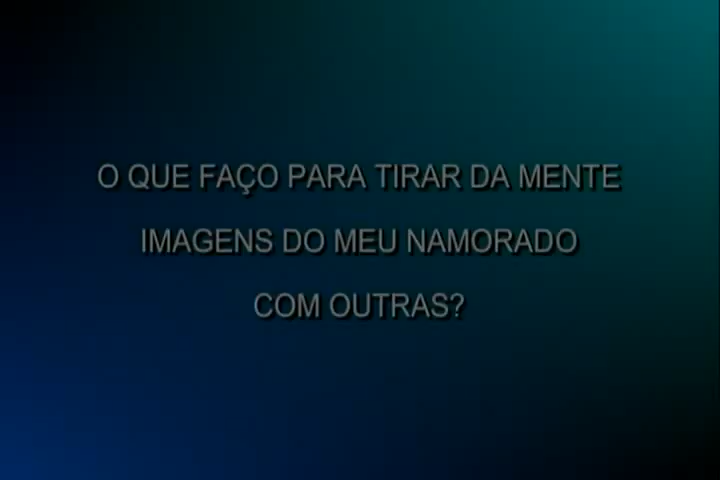 O QUE FAÇO PARA TIRAR DA MENTE
IMAGENS DO MEU NAMORADO
COM OUTRAS?